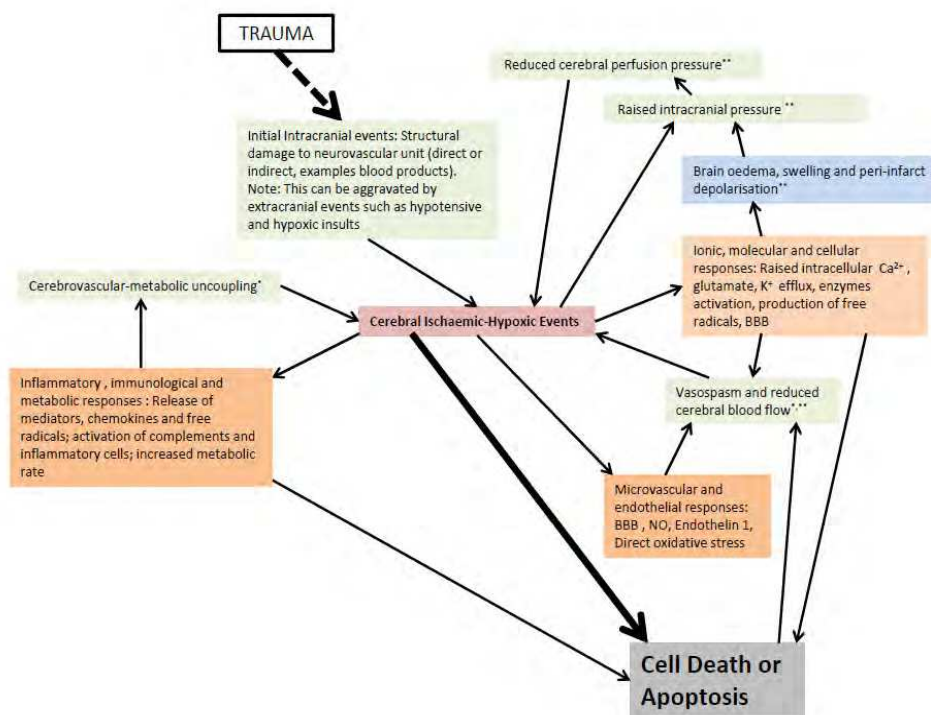 TRAUMA
Reduced cerebral perfusion pressure**
Raised intracranial pressure **
Initial Intracranial events: Structural
damage to neurovascular unit (direct or
indirect, examples blood products).
Note: This can be aggravated by
extracranial events such as hypotensive
and hypoxic insults
Brain oedema, swelling and peri-infarct
depolarisation**
Ionic, molecular and cellular
responses: Raised intracellular Ca²⁺ ,
glutamate, K⁺ efflux, enzymes
activation, production of free
radicals, BBB
Cerebrovascular-metabolic uncoupling*
Cerebral Ischaemic-Hypoxic Events
Inflammatory , immunological and
metabolic responses : Release of
mediators, chemokines and free
radicals; activation of complements and
inflammatory cells; increased metabolic
rate
Vasospasm and reduced
cerebral blood flow*,**
Microvascular and
endothelial responses:
BBB , NO, Endothelin 1,
Direct oxidative stress
Cell Death or
Apoptosis